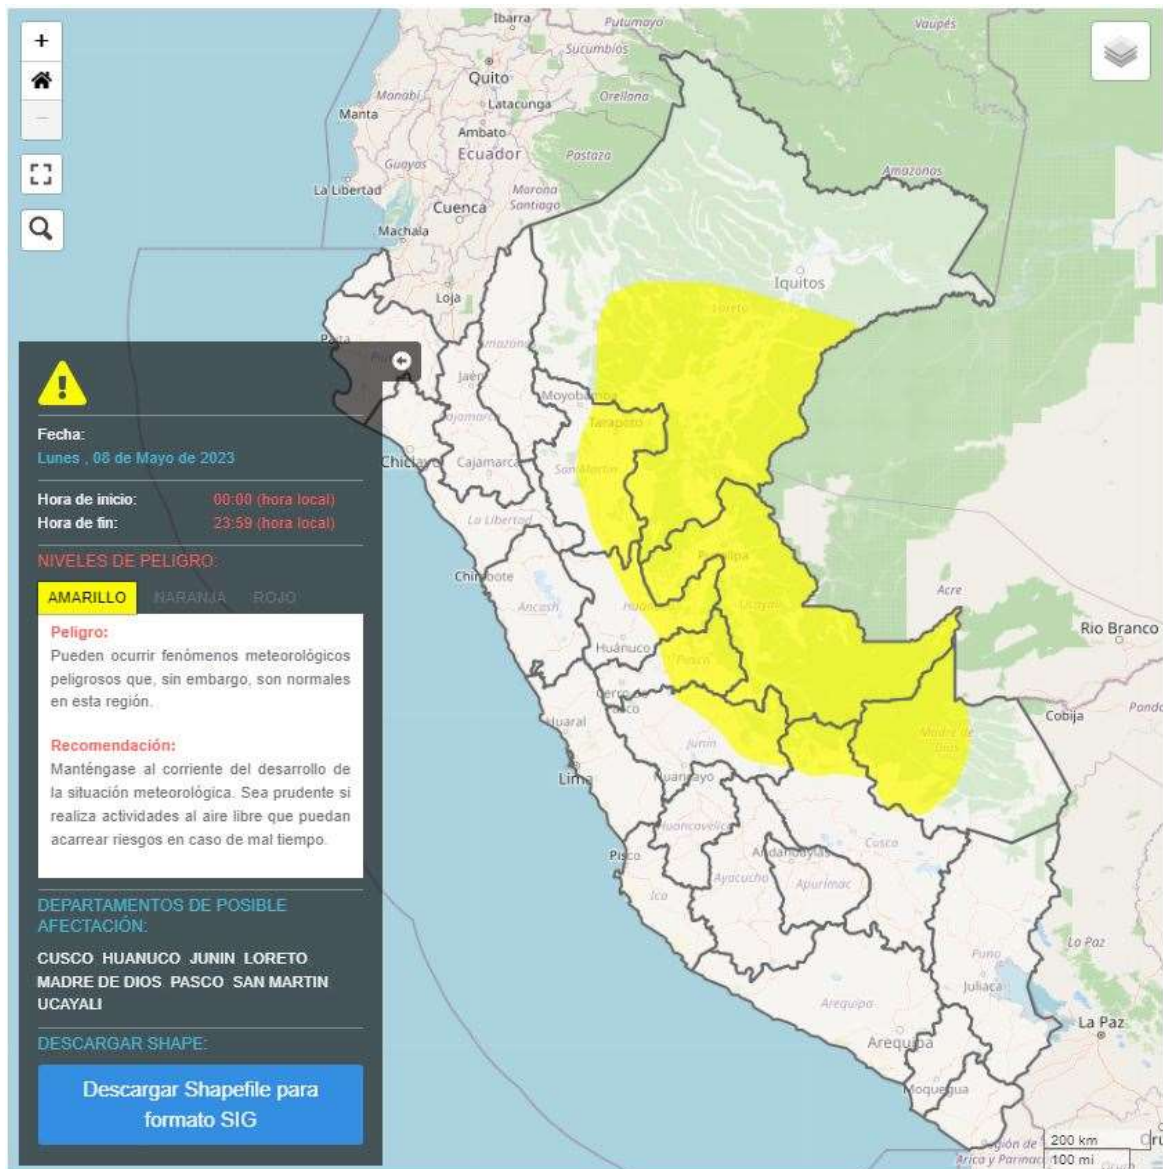 +
−
Fecha:
Lunes , 08 de Mayo de 2023
Hora de inicio: 00:00 (hora local)
Hora de fin: 23:59 (hora local)
NIVELES DE PELIGRO:
AMARILLO NARANJA ROJO
Peligro:
Pueden ocurrir fenómenos meteorológicos
peligrosos que, sin embargo, son normales
en esta región.
Recomendación:
Manténgase al corriente del desarrollo de
la situación meteorológica. Sea prudente si
realiza actividades al aire libre que puedan
acarrear riesgos en caso de mal tiempo.
DEPARTAMENTOS DE POSIBLE
AFECTACIÓN:
CUSCO HUANUCO JUNIN LORETO
MADRE DE DIOS PASCO SAN MARTIN
UCAYALI
DESCARGAR SHAPE:
Descargar Shapefile para
formato SIG
Ibarra
Putumayo
Vaupés
Sucumbíos
Quito
Manabí
Latacunga
Orellana
Manta
Ambato
Ecuador
Pastaza
Guayas
Amazonas
La Libertad
Morona
Santiago
Cuenca
Machala
Iquitos
Loja
Loreto
Paita
Amazonas
Jaén
Moyobamba
Cajamarca
Tarapoto
Chiclayo
Cajamarca
San Martín
La Libertad
Pucallpa
Chimbote
Ancash
Ucayali
Acre
Rio Branco
Huánuco
Pasco
Cerro de
Pasco
Huaral
Cobija
Madre de
Dios
Junín
Lima
Huancayo
Huancavelica
Cusco
Pisco
Andahuaylas
Ayacucho
Apurímac
Ica
La Paz
Puno
Juliaca
Arequipa
La Paz
Arequipa
Moquegua
200 km
100 mi